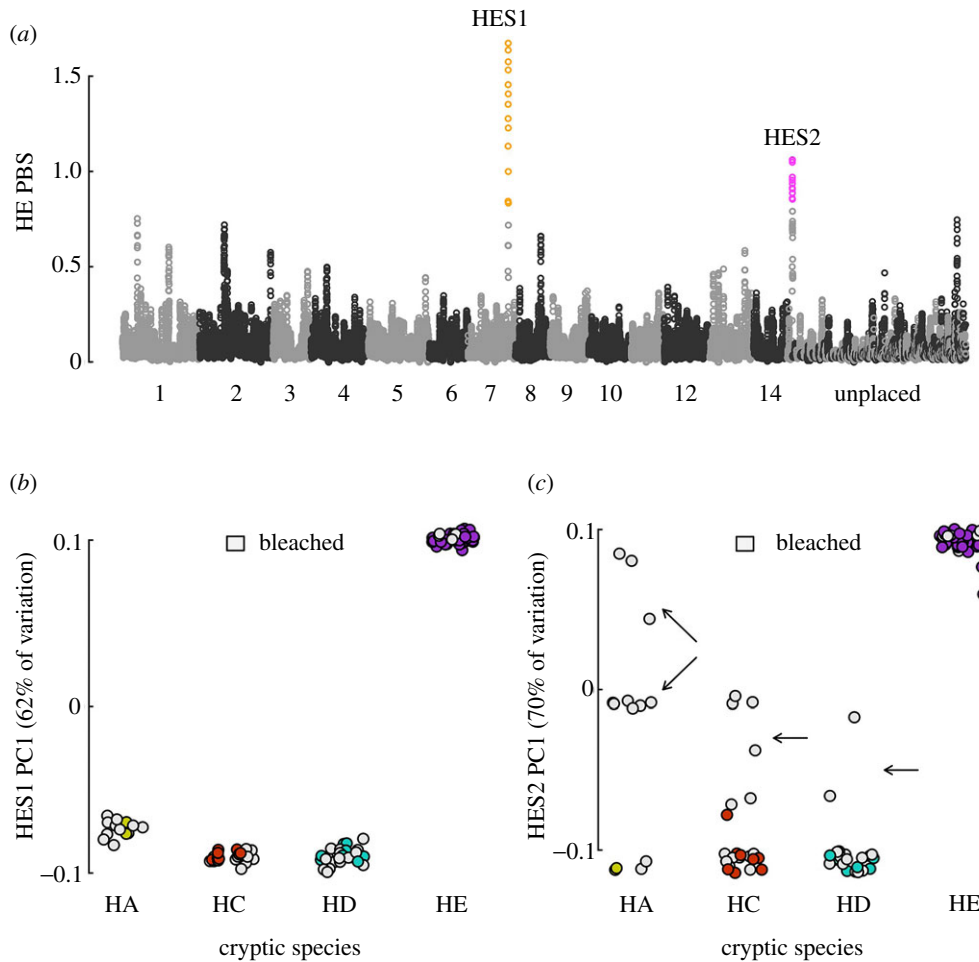 (a)
HES1
HES2
HE PBS
1.5
1.0
0.5
0
1 2 3 4 5 6 7 8 9 10 12 14 unplaced
(b)
bleached
HES1 PC1 (62% of variation)
0.1
0
–0.1
HA HC HD HE
cryptic species
(c)
bleached
HES2 PC1 (70% of variation)
0.1
0
–0.1
HA HC HD HE
cryptic species